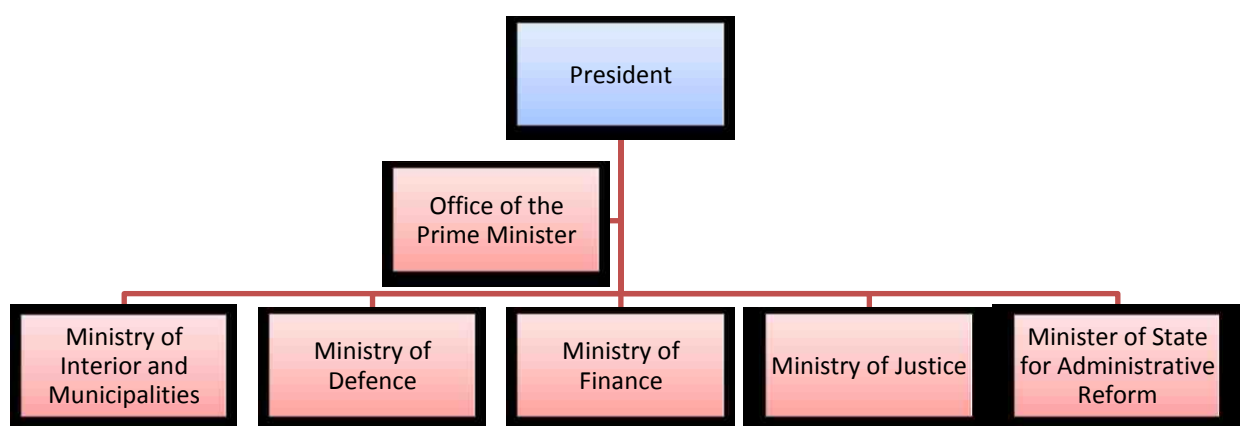 President
Office of the
Prime Minister
Ministry of
Interior and
Municipalities
Ministry of
Defence
Ministry of
Finance
Ministry of Justice
Minister of State
for Administrative
Reform